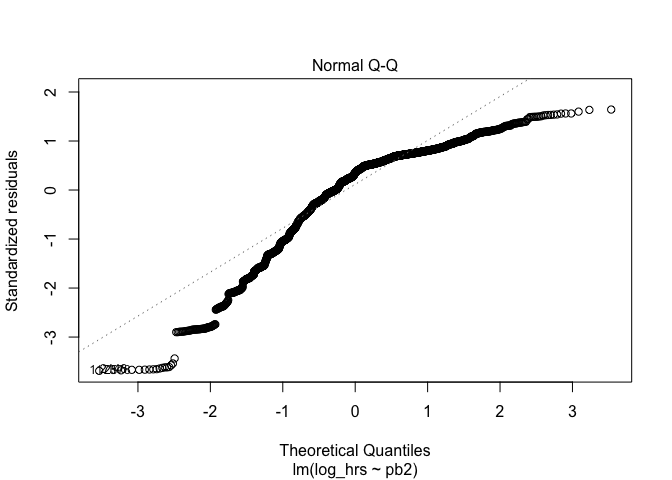 Normal Q-Q
Standardized residuals
2
1
0
-1
-2
-3
-3 -2 -1 0 1 2 3
Theoretical Quantiles
lm(log_hrs ~ pb2)